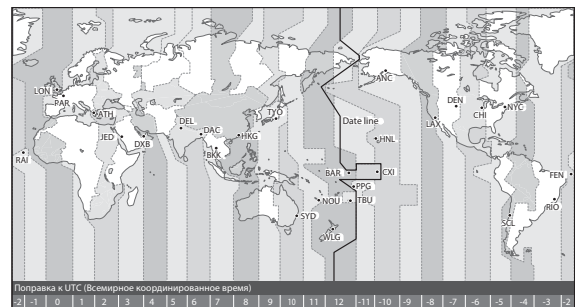 ANC
LON
DEN
NYC
PAR
TYO
Date line
CHI
ATH
DEL
LAX
DAC
HKG
JED
HNL
DXB
BKK
RAI
BAR
CXI
FEN
PPG
NOU
TBU
RIO
SYD
SCL
WLG
Поправка к UTC (Всемирное координированное время)
-2 -1 0 1 2 3 4 5 6 7 8 9 10 11 12 -11 -10 -9 -8 -7 -6 -5 -4 -3 -2